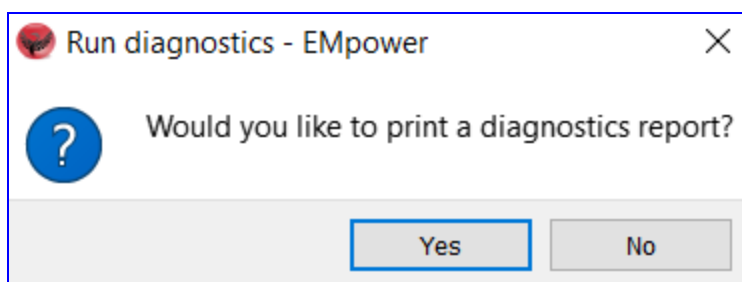 Run diagnostics - EMpower
Would you like to print a diagnostics report?
Yes No